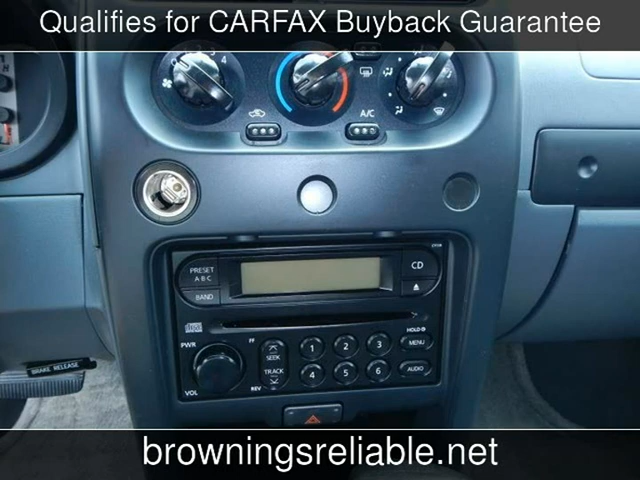 Qualifies for CARFAX Buyback Guarantee
4
H
A/C
PRESET
A·B·C
CD
BAND
HOLD
PWR
FF
SEEK
TRACK
REV
VOL
1
2
3
4
5
6
MENU
AUDIO
BRAKE RELEASE
browningsreliable.net